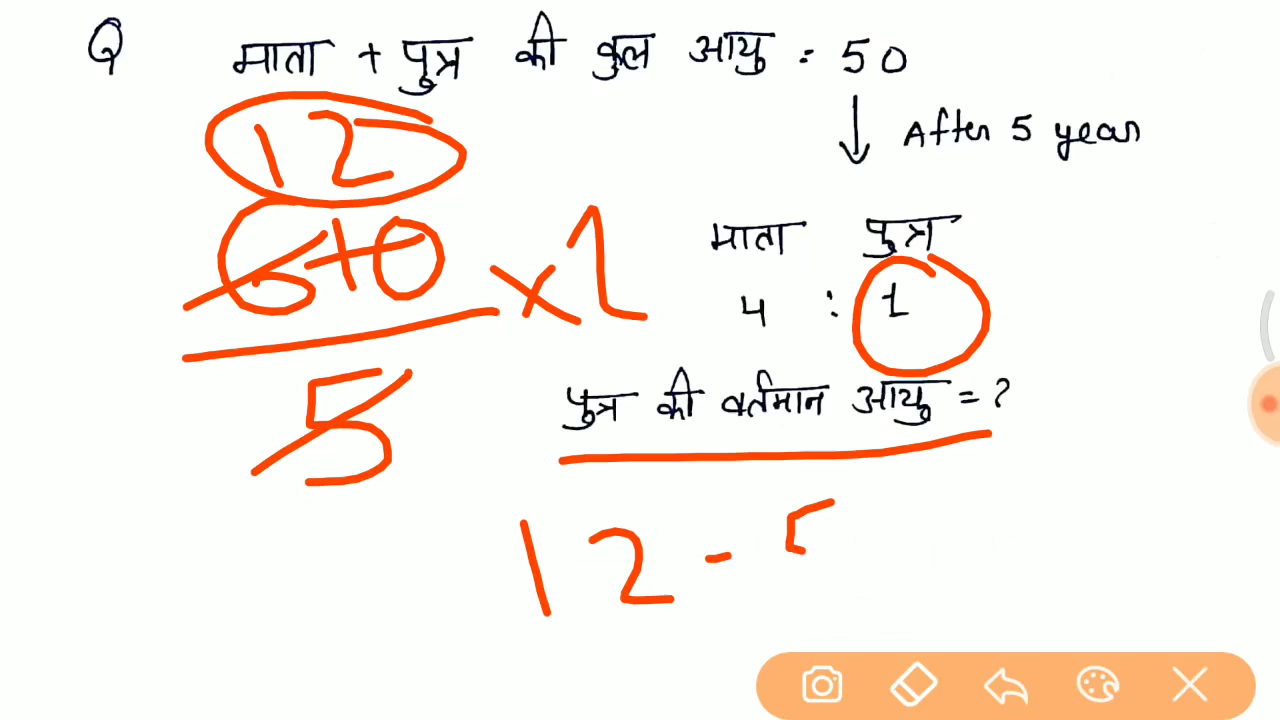 Q माता + पुत्र की कुल आयु : 50
After 5 year
12
माता पुत्र
60 × 1
4 : 1
5
पुत्र की वर्तमान आयु = ?
12 - 5